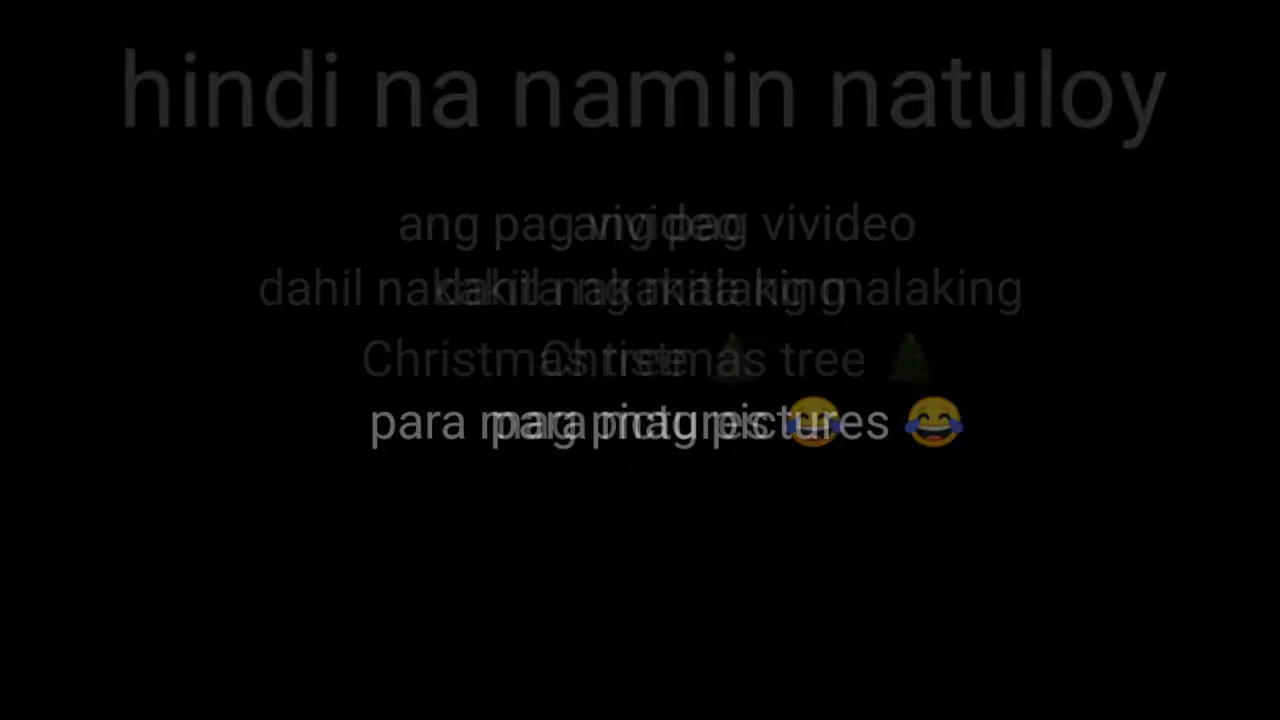 hindi na namin natuloy
ang pag vivideo
dahil nakakita ng malaking
Christmas tree 🎄
para mag pictures 😂